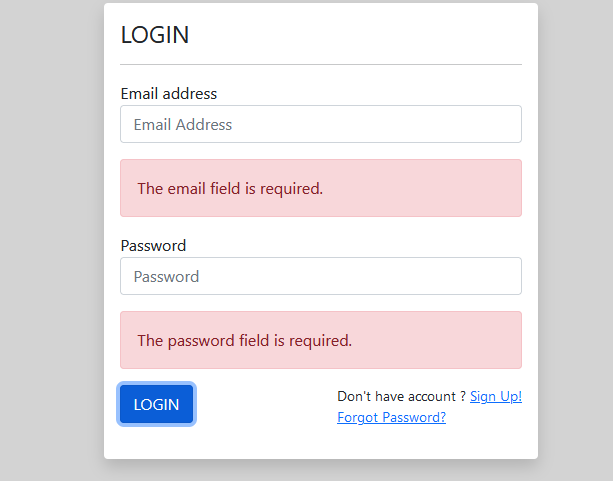 LOGIN
Email address
Email Address
The email field is required.
Password
Password
The password field is required.
LOGIN
Don't have account ? Sign Up!
Forgot Password?